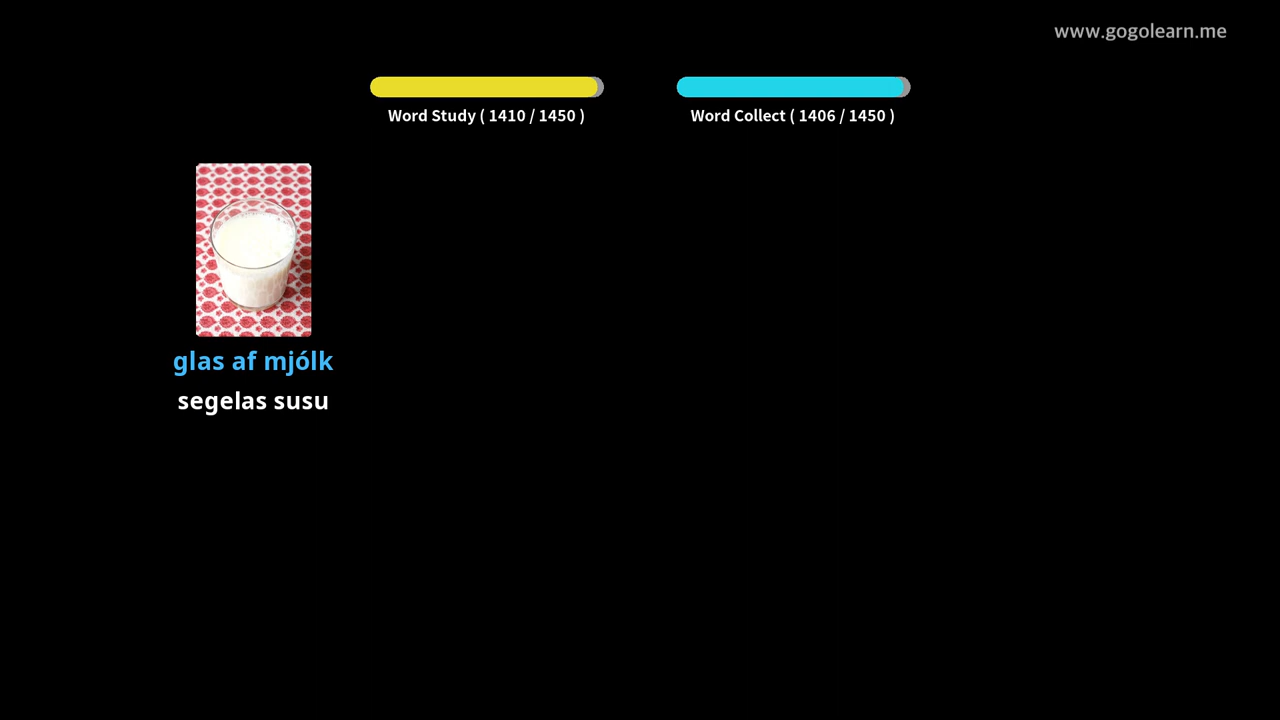 www.gogolearn.me
Word Study ( 1410 / 1450 )
Word Collect ( 1406 / 1450 )
glas af mjólk
segelas susu